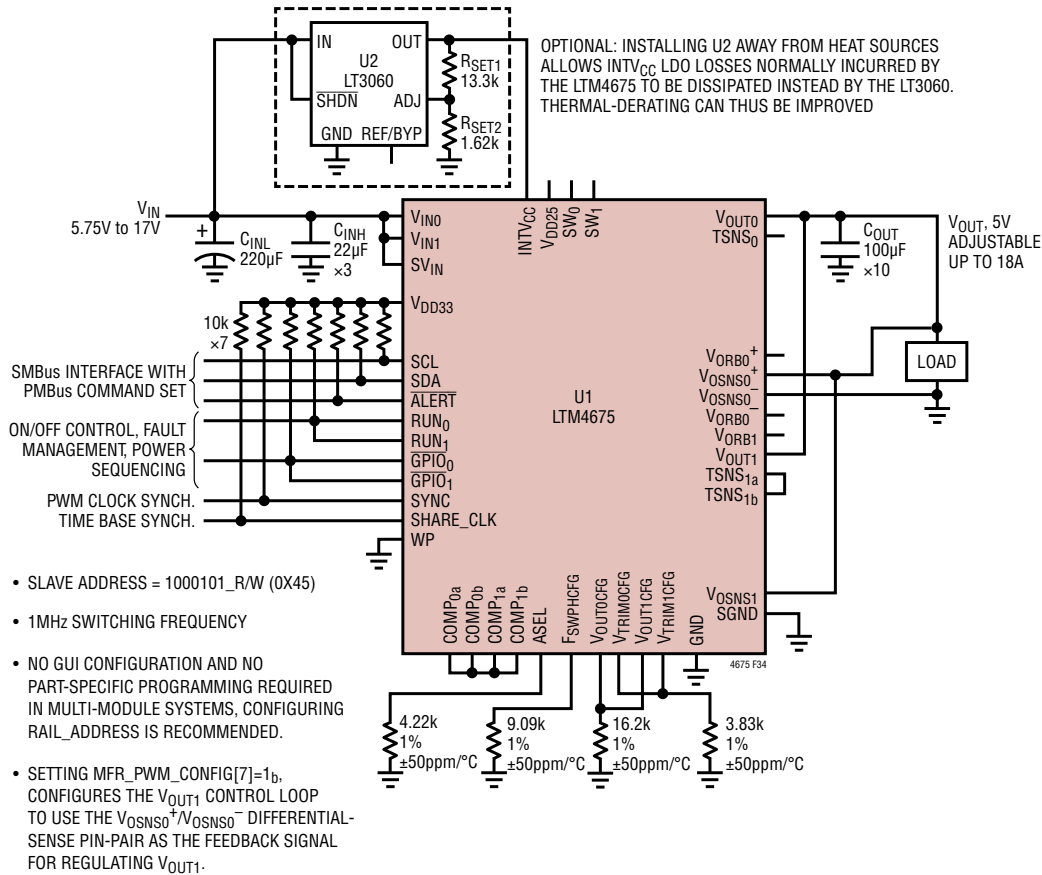 IN
OUT
U2
LT3060
SHDN
ADJ
GND REF/BYP
RSET1
13.3k
RSET2
1.62k
OPTIONAL: INSTALLING U2 AWAY FROM HEAT SOURCES
ALLOWS INTVCC LDO LOSSES NORMALLY INCURRED BY
THE LTM4675 TO BE DISSIPATED INSTEAD BY THE LT3060.
THERMAL-DERATING CAN THUS BE IMPROVED
VIN
5.75V to 17V
+
CINL
220µF
CINH
22µF
×3
VIN0
VIN1
SVIN
VDD33
INTVCC
VDD25
SW0
SW1
VOUT0
TSNS0
COUT
100µF
×10
VOUT, 5V
ADJUSTABLE
UP TO 18A
10k
×7
SMBus INTERFACE WITH
PMBus COMMAND SET
ON/OFF CONTROL, FAULT
MANAGEMENT, POWER
SEQUENCING
PWM CLOCK SYNCH.
TIME BASE SYNCH.
SCL
SDA
ALERT
RUN0
RUN1
GPIO0
GPIO1
SYNC
SHARE_CLK
WP
U1
LTM4675
VORB0+
VOSNS0+
VOSNS0–
VORB0–
VORB1
VOUT1
TSNS1a
TSNS1b
LOAD
VOSNS1
SGND
COMP0a
COMP0b
COMP1a
COMP1b
ASEL
FSWPHCFG
VOUT0CFG
VTRIM0CFG
VOUT1CFG
VTRIM1CFG
GND
4675 F34
4.22k
1%
±50ppm/°C
9.09k
1%
±50ppm/°C
16.2k
1%
±50ppm/°C
3.83k
1%
±50ppm/°C
• SLAVE ADDRESS = 1000101_R/W (0X45)
• 1MHz SWITCHING FREQUENCY
• NO GUI CONFIGURATION AND NO
PART-SPECIFIC PROGRAMMING REQUIRED
IN MULTI-MODULE SYSTEMS, CONFIGURING
RAIL_ADDRESS IS RECOMMENDED.
• SETTING MFR_PWM_CONFIG[7]=1b,
CONFIGURES THE VOUT1 CONTROL LOOP
TO USE THE VOSNS0+/VOSNS0– DIFFERENTIAL-
SENSE PIN-PAIR AS THE FEEDBACK SIGNAL
FOR REGULATING VOUT1.